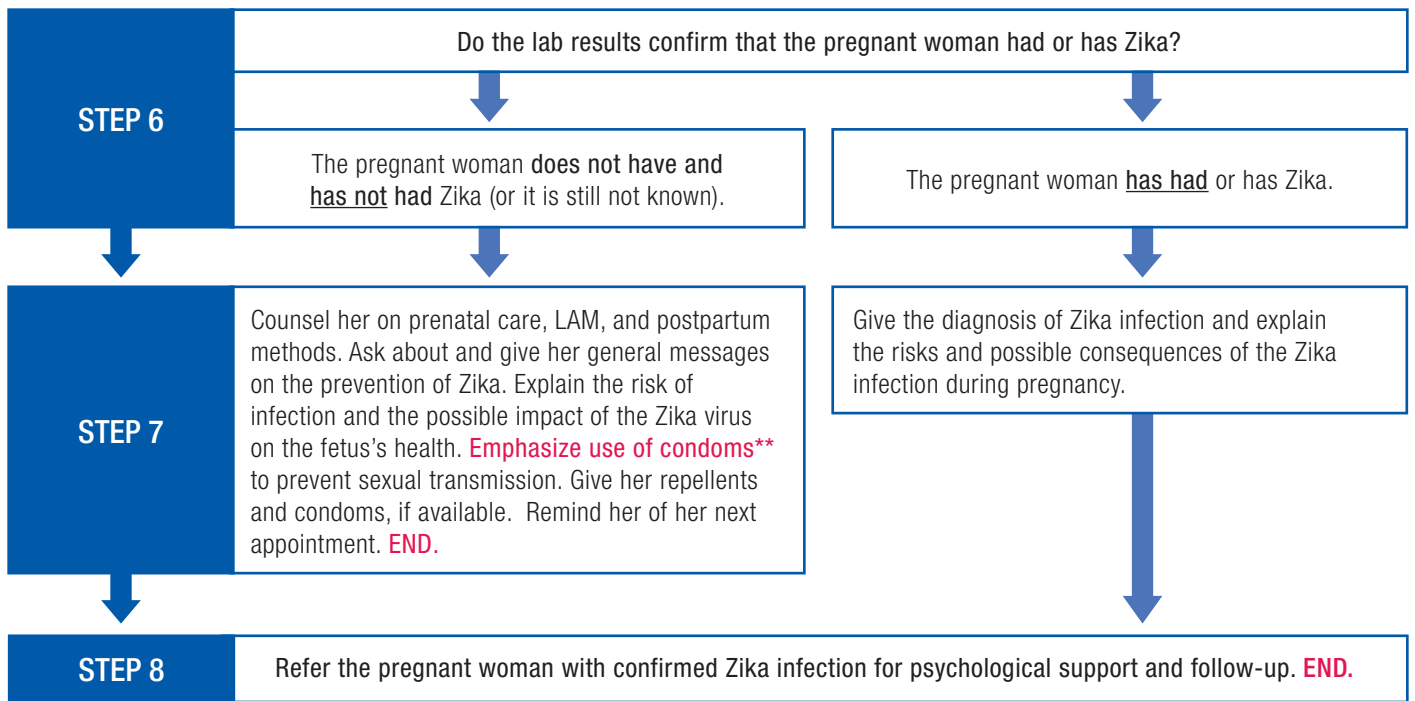 STEP 6
Do the lab results confirm that the pregnant woman had or has Zika?
The pregnant woman does not have and
has not had Zika (or it is still not known).
The pregnant woman has had or has Zika.
STEP 7
Counsel her on prenatal care, LAM, and postpartum
methods. Ask about and give her general messages
on the prevention of Zika. Explain the risk of
infection and the possible impact of the Zika virus
on the fetus’s health. Emphasize use of condoms**
to prevent sexual transmission. Give her repellents
and condoms, if available. Remind her of her next
appointment. END.
Give the diagnosis of Zika infection and explain
the risks and possible consequences of the Zika
infection during pregnancy.
STEP 8
Refer the pregnant woman with confirmed Zika infection for psychological support and follow-up. END.